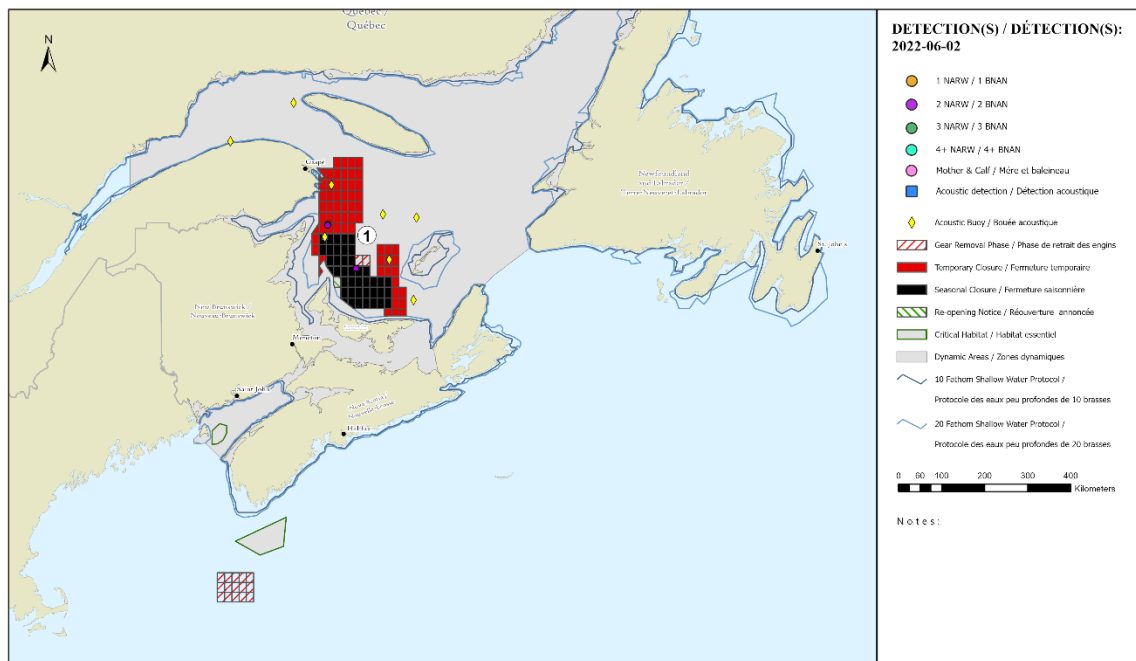 Québec /
Québec
N
Gaspé
1
Newfoundland
and Labrador /
Terre-Neuve-et-Labrador
St. John's
New Brunswick /
Nouveau-Brunswick
Moncton
Saint John
Nova Scotia /
Nouvelle-Écosse
Halifax
DETECTION(S) / DÉTECTION(S):
2022-06-02
1 NARW / 1 BNAN
2 NARW / 2 BNAN
3 NARW / 3 BNAN
4+ NARW / 4+ BNAN
Mother & Calf / Mère et baleineau
Acoustic detection / Détection acoustique
Acoustic Buoy / Bouée acoustique
Gear Removal Phase / Phase de retrait des engins
Temporary Closure / Fermeture temporaire
Seasonal Closure / Fermeture saisonnière
Re-opening Notice / Réouverture annoncée
Critical Habitat / Habitat essentiel
Dynamic Areas / Zones dynamiques
10 Fathom Shallow Water Protocol /
Protocole des eaux peu profondes de 10 brasses
20 Fathom Shallow Water Protocol /
Protocole des eaux peu profondes de 20 brasses
0 50 100 200 300 400
Kilometers
Notes: